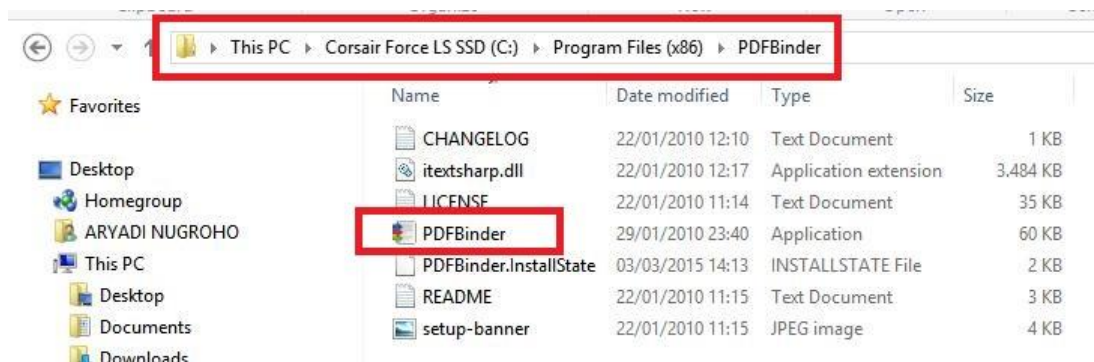 This PC Corsair Force LS SSD (C:) Program Files (x86) PDFBinder
Favorites
Desktop
Homegroup
ARYADI NUGROHO
This PC
Desktop
Documents
Downloads
Name Date modified Type Size
CHANGELOG 22/01/2010 12:10 Text Document 1 KB
itextsharp.dll 22/01/2010 12:17 Application extension 3.484 KB
LICENSE 22/01/2010 11:14 Text Document 35 KB
PDFBinder 29/01/2010 23:40 Application 60 KB
PDFBinder.InstallState 03/03/2015 14:13 INSTALLSTATE File 2 KB
README 22/01/2010 11:15 Text Document 3 KB
setup-banner 22/01/2010 11:15 JPEG image 4 KB